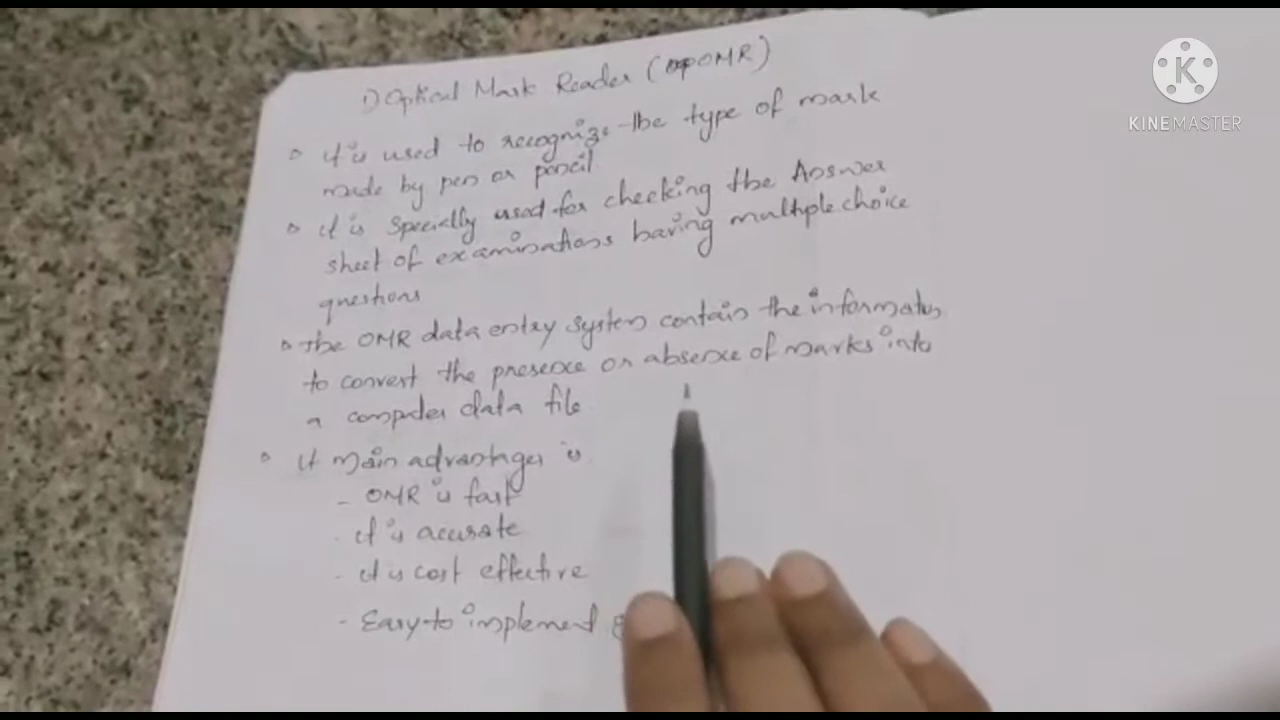 1) Optical Mark Reader (OMR)
• it is used to recognize the type of mark
made by pen or pencil
• it is specially used for checking the Answer
sheet of examinations having multiple choice
questions
• The OMR data entry system contain the information
to convert the presence or absence of marks into
a computer data file
• it main advantages is
- OMR is fast
- it is accurate
- it is cost effective
- Easy to implement
KINEMASTER